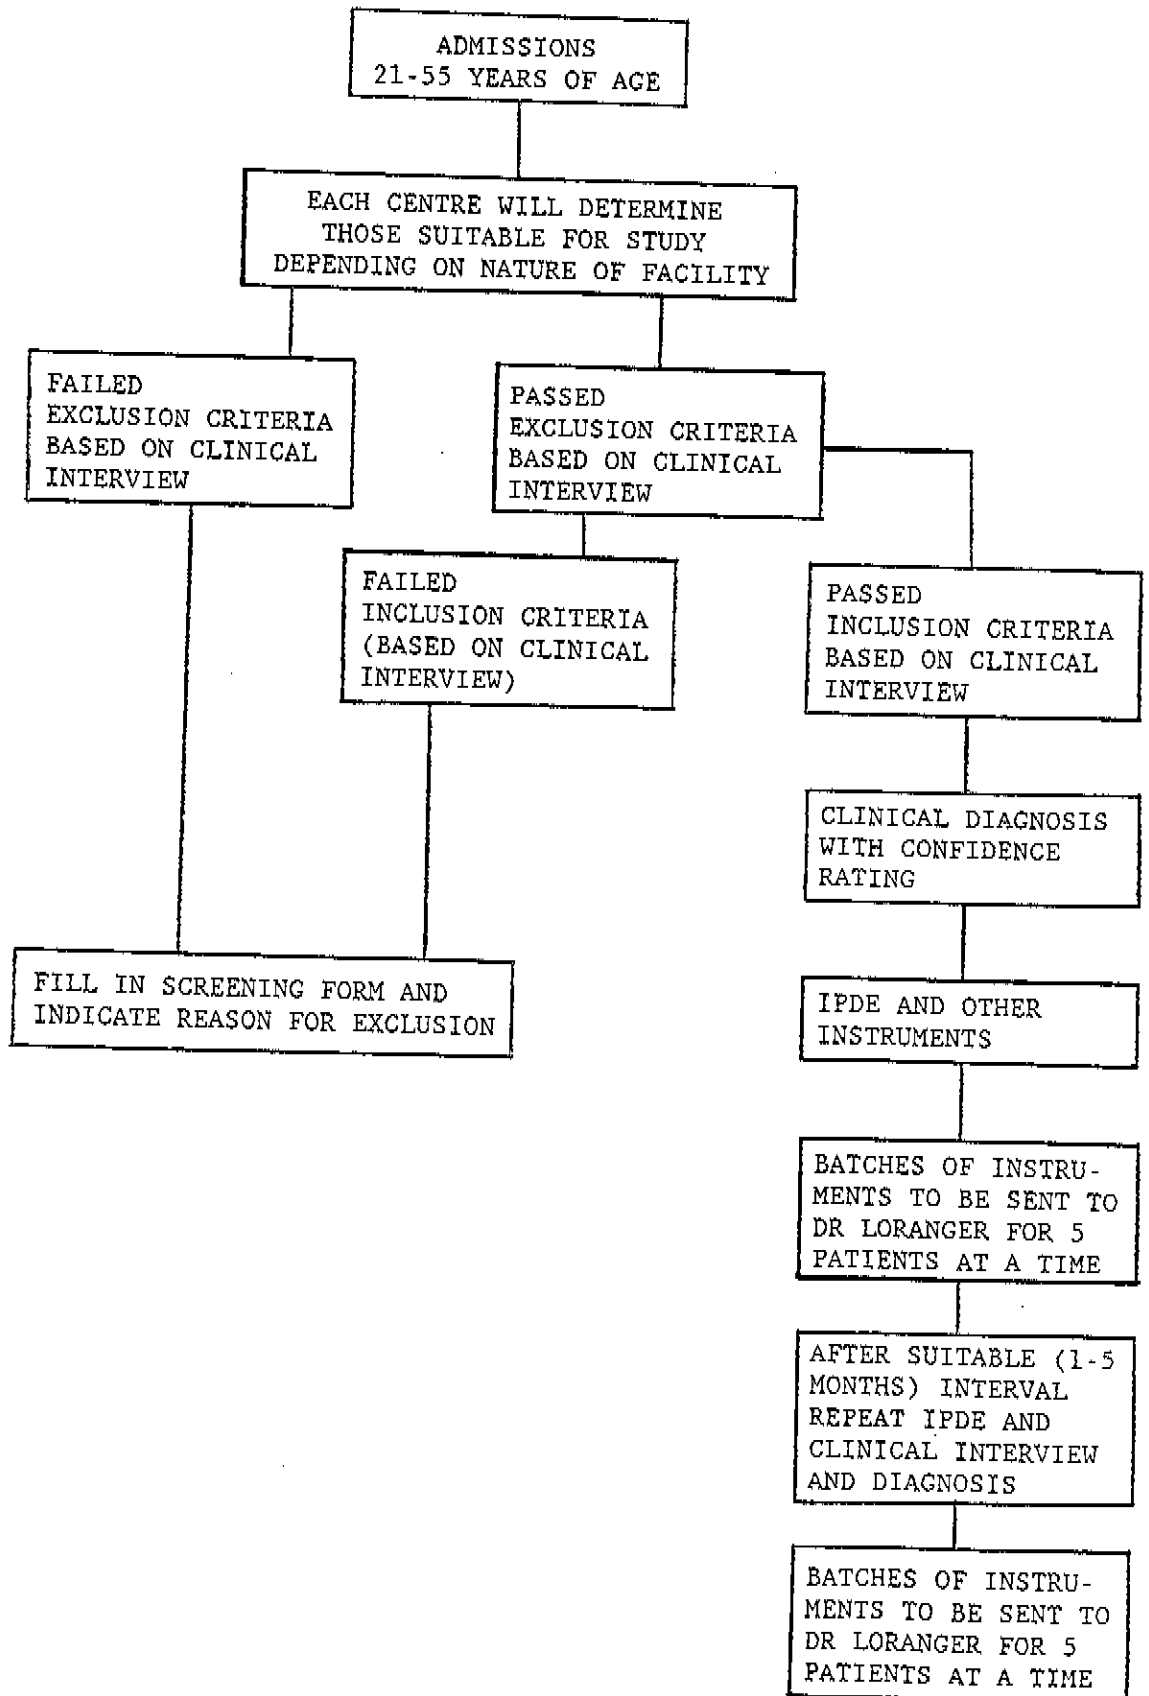 ADMISSIONS
21-55 YEARS OF AGE
EACH CENTRE WILL DETERMINE
THOSE SUITABLE FOR STUDY
DEPENDING ON NATURE OF FACILITY
FAILED
EXCLUSION CRITERIA
BASED ON CLINICAL
INTERVIEW
PASSED
EXCLUSION CRITERIA
BASED ON CLINICAL
INTERVIEW
FAILED
INCLUSION CRITERIA
(BASED ON CLINICAL
INTERVIEW)
PASSED
INCLUSION CRITERIA
BASED ON CLINICAL
INTERVIEW
CLINICAL DIAGNOSIS
WITH CONFIDENCE
RATING
FILL IN SCREENING FORM AND
INDICATE REASON FOR EXCLUSION
IPDE AND OTHER
INSTRUMENTS
BATCHES OF INSTRU-
MENTS TO BE SENT TO
DR LORANGER FOR 5
PATIENTS AT A TIME
AFTER SUITABLE (1-5
MONTHS) INTERVAL
REPEAT IPDE AND
CLINICAL INTERVIEW
AND DIAGNOSIS
BATCHES OF INSTRU-
MENTS TO BE SENT TO
DR LORANGER FOR 5
PATIENTS AT A TIME